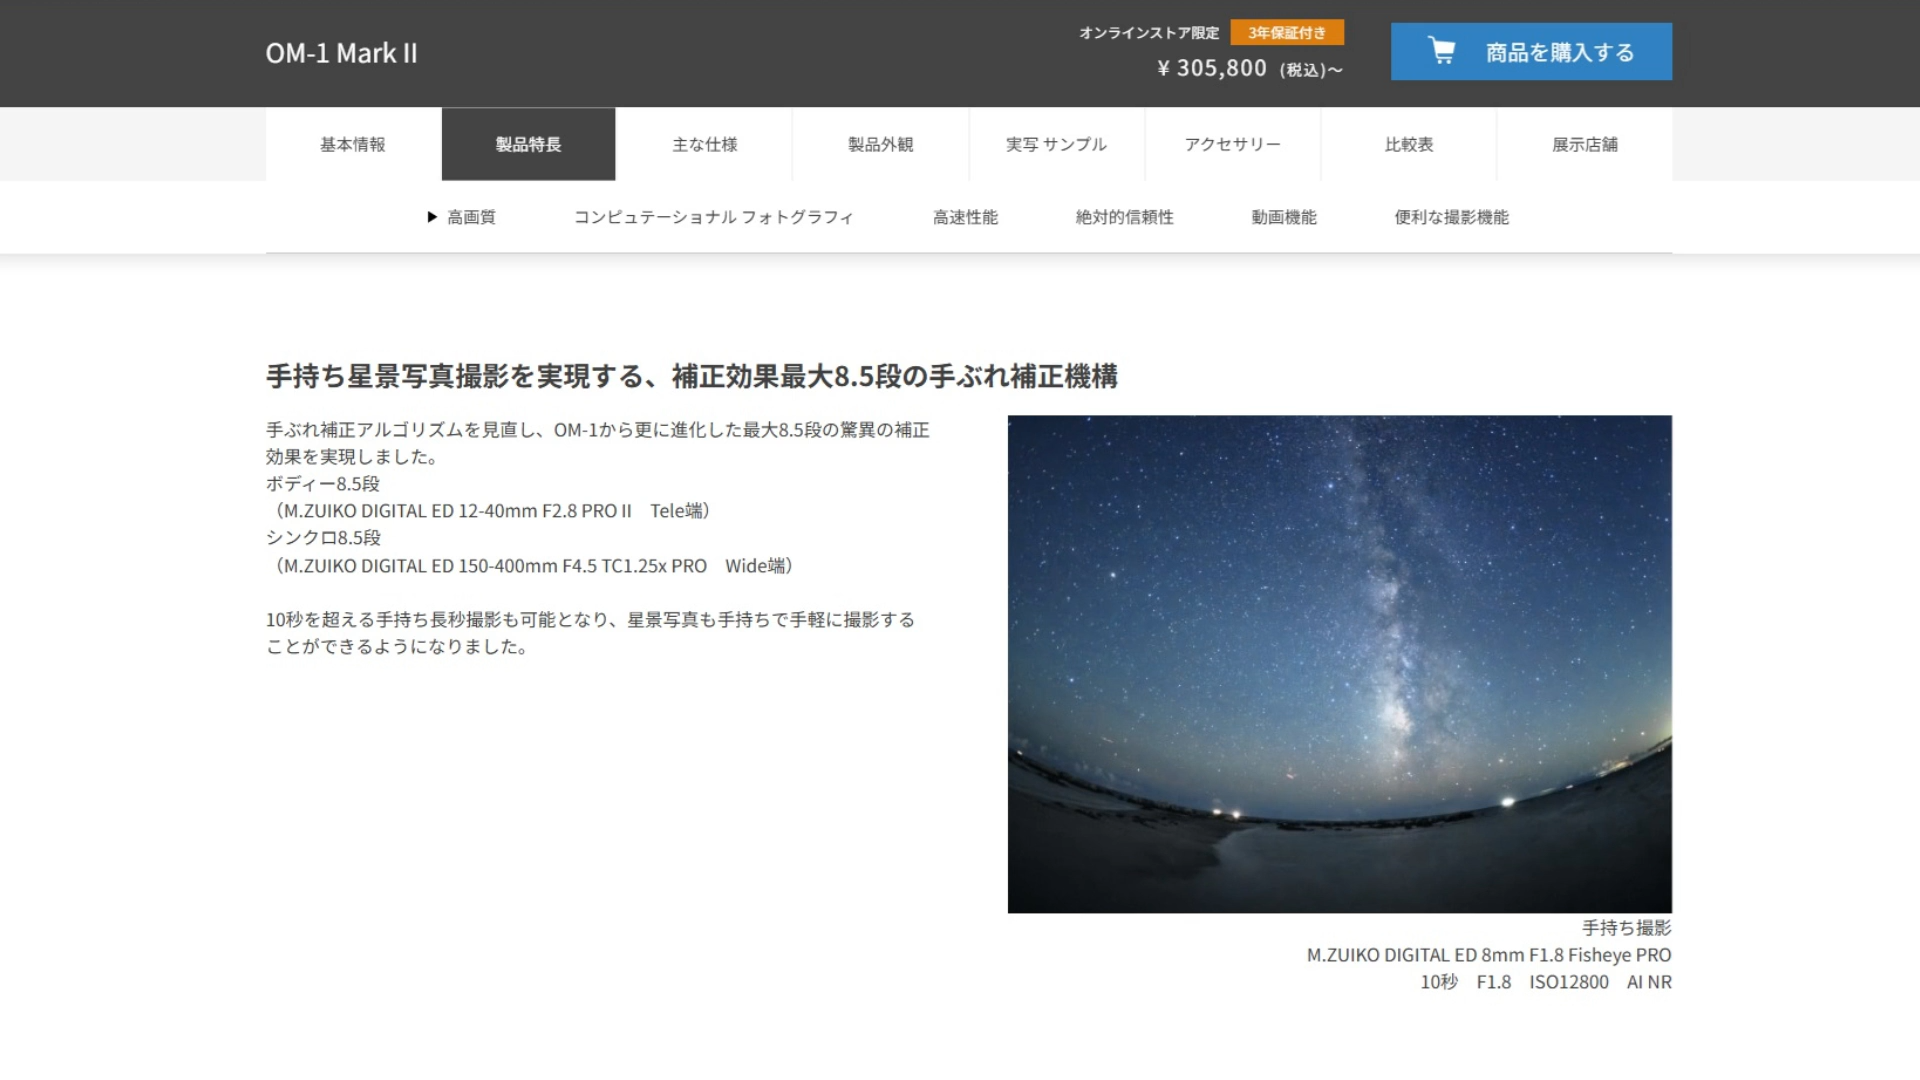 OM-1 Mark II
オンラインストア限定 3年保証付き
¥ 305,800 (税込)～
商品を購入する
基本情報 製品特長 主な仕様 製品外観 実写 サンプル アクセサリー 比較表 展示店舗
▶ 高画質 コンピュテーショナル フォトグラフィ 高速性能 絶対的信頼性 動画機能 便利な撮影機能
手持ち星景写真撮影を実現する、補正効果最大8.5段の手ぶれ補正機構
手ぶれ補正アルゴリズムを見直し、OM-1から更に進化した最大8.5段の驚異の補正
効果を実現しました。
ボディー8.5段
（M.ZUIKO DIGITAL ED 12-40mm F2.8 PRO II　Tele端）
シンクロ8.5段
（M.ZUIKO DIGITAL ED 150-400mm F4.5 TC1.25x PRO　Wide端）
10秒を超える手持ち長秒撮影も可能となり、星景写真も手持ちで手軽に撮影する
ことができるようになりました。
手持ち撮影
M.ZUIKO DIGITAL ED 8mm F1.8 Fisheye PRO
10秒　F1.8　ISO12800　AI NR